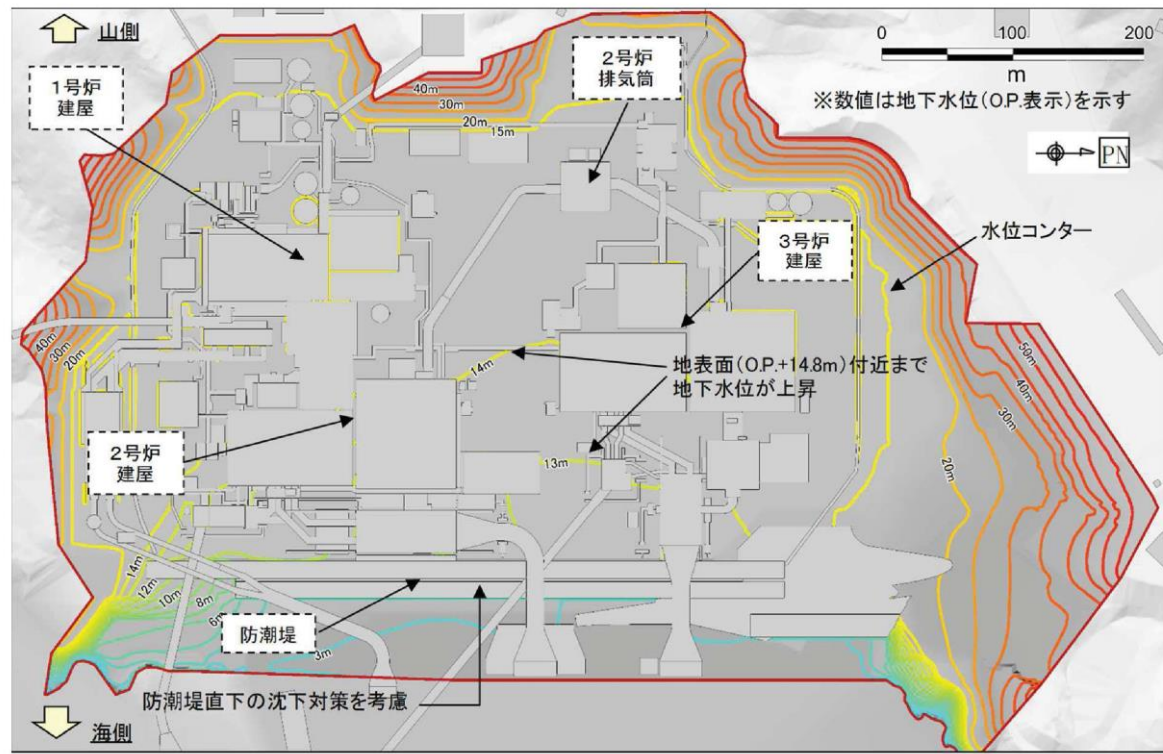 山側
1号炉
建屋
2号炉
排気筒
0
100
200
m
※数値は地下水位(O.P.表示)を示す
PN
40m
30m
20m
15m
40m
30m
20m
3号炉
建屋
水位コンター
14m
地表面(O.P.+14.8m)付近まで
地下水位が上昇
50m
40m
30m
20m
2号炉
建屋
13m
14m
12m
10m
8m
6m
3m
防潮堤
防潮堤直下の沈下対策を考慮
海側